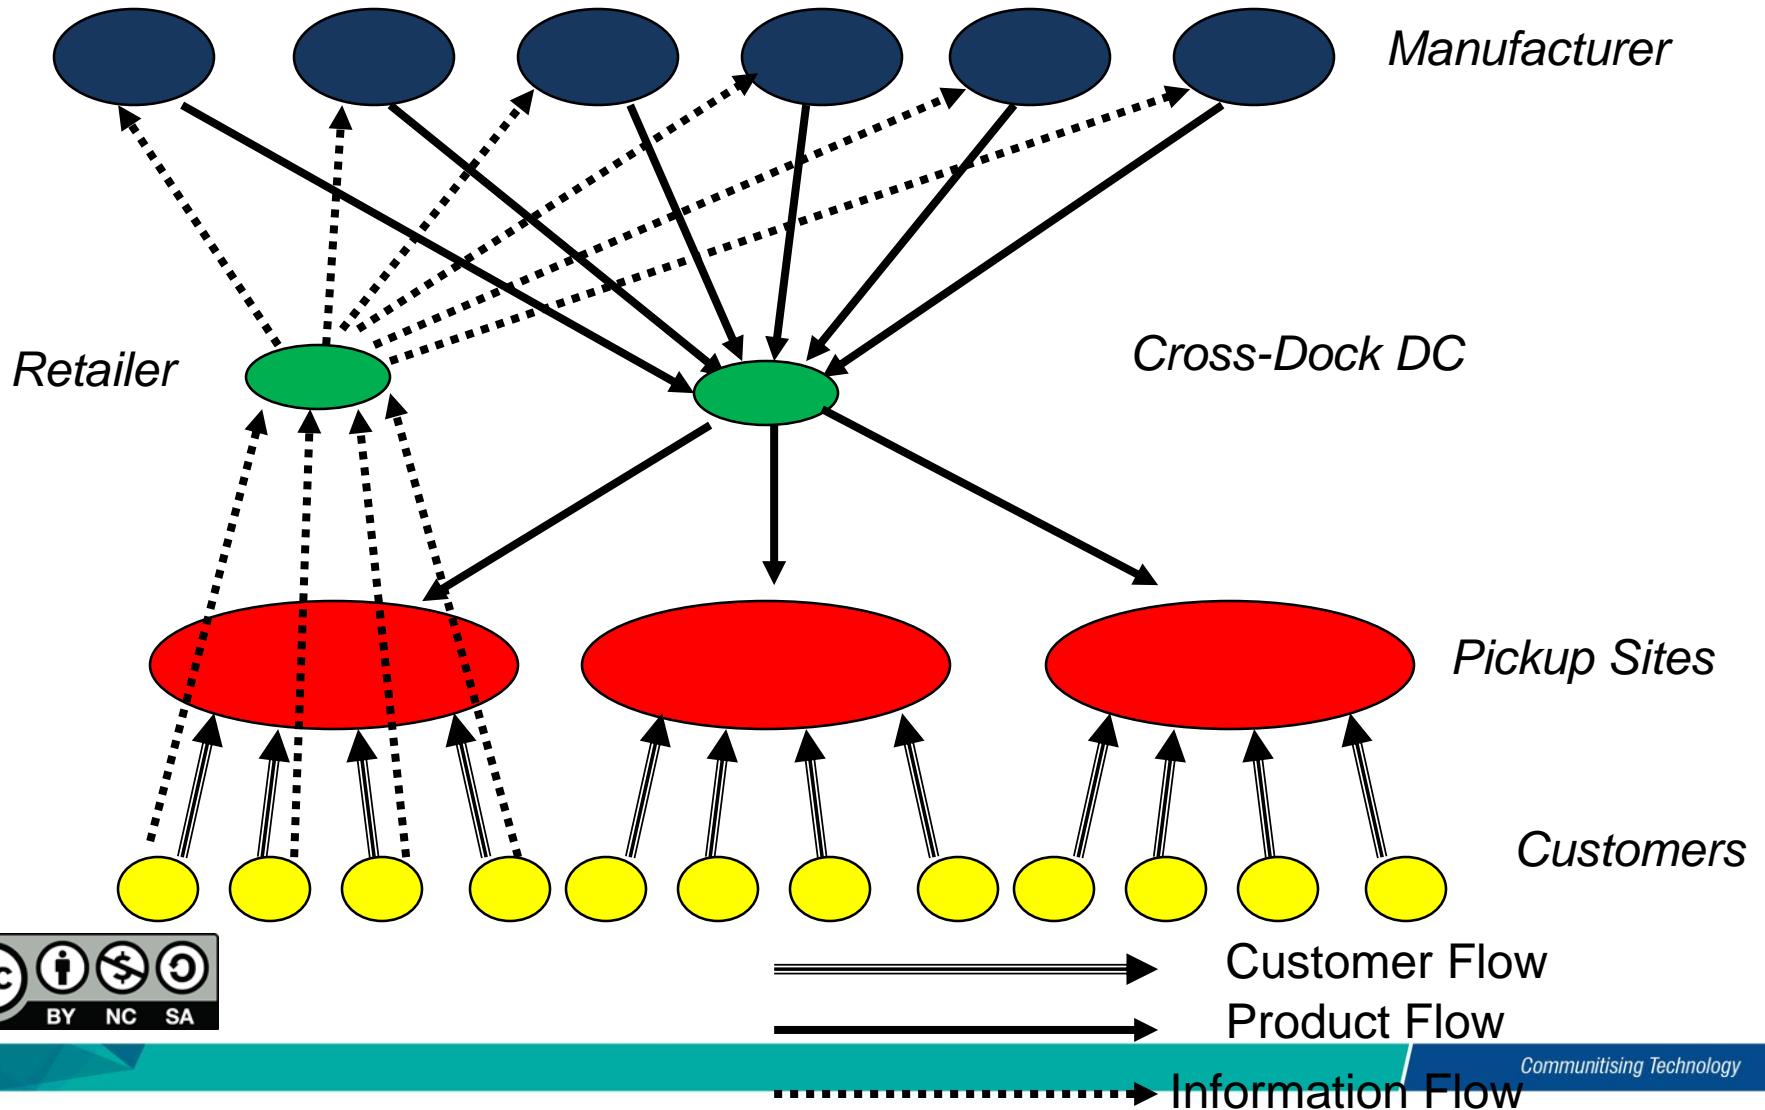 Manufacturer
Retailer
Cross-Dock DC
Pickup Sites
Customers
Customer Flow
Product Flow
Information Flow
BY NC SA
Communitising Technology